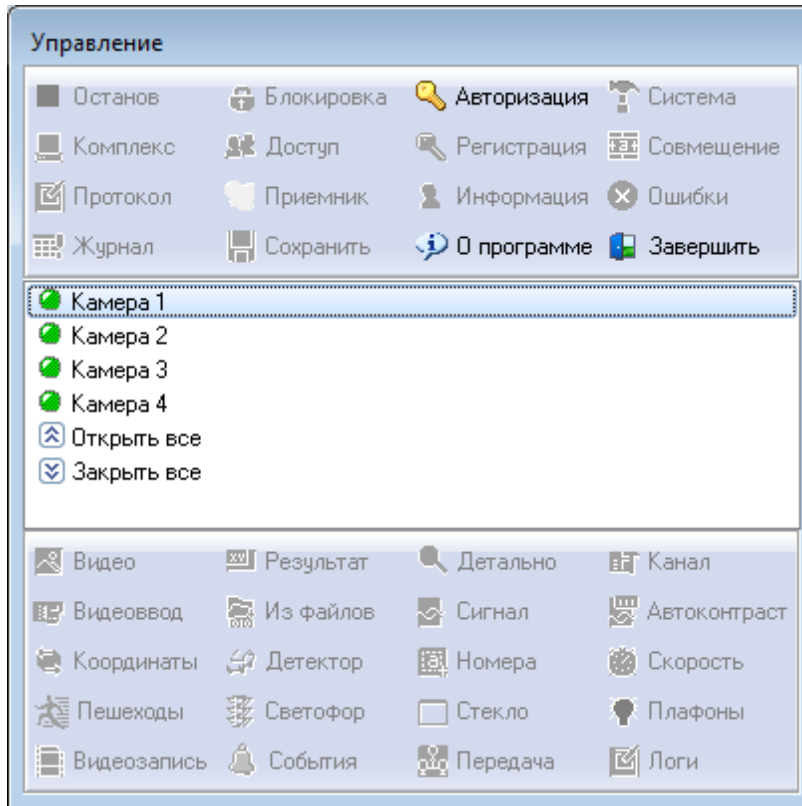 Управление
Останов Блокировка Авторизация Система
Комплекс Доступ Регистрация Совмещение
Протокол Приемник Информация Ошибки
Журнал Сохранить О программе Завершить
Камера 1
Камера 2
Камера 3
Камера 4
Открыть все
Закрыть все
Видео Результат Детально Канал
Видеоввод Из файлов Сигнал Автоконтраст
Координаты Детектор Номера Скорость
Пешеходы Светофор Стекло Плафоны
Видеозапись События Передача Логи